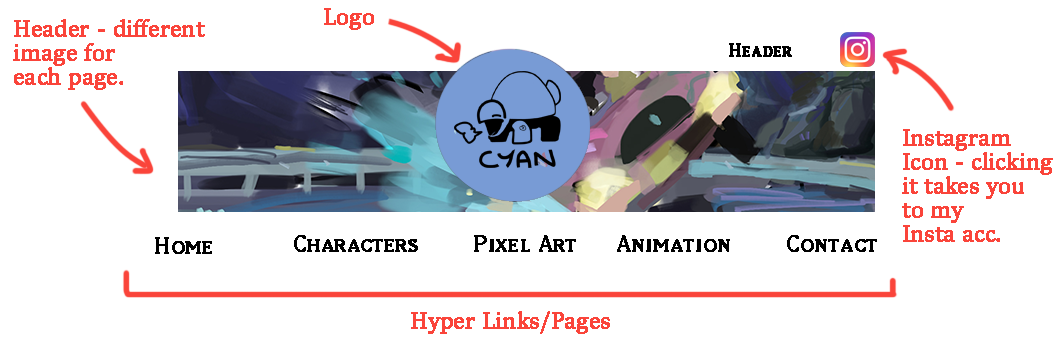 Header - different
image for
each page.
Logo
Header
CYAN
Instagram
Icon - clicking
it takes you
to my
Insta acc.
Home
Characters
Pixel Art
Animation
Contact
Hyper Links/Pages